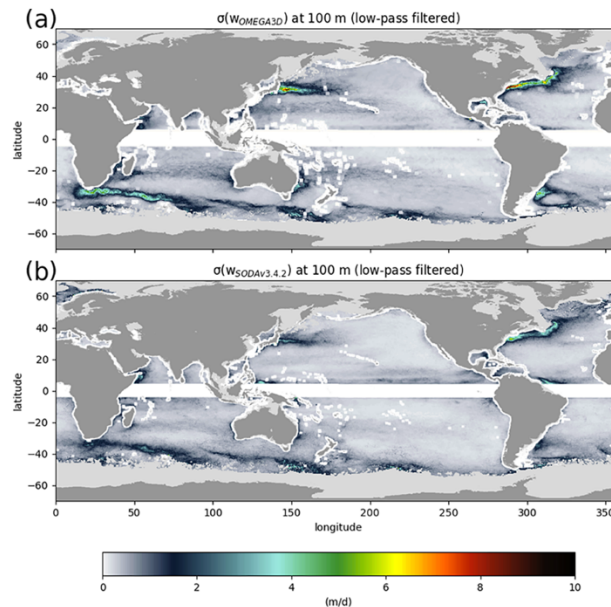 (a)
σ(wOMEGA3D) at 100 m (low-pass filtered)
60
40
20
0
−20
−40
−60
latitude
(b)
σ(wSODAv3.4.2) at 100 m (low-pass filtered)
60
40
20
0
−20
−40
−60
latitude
0 50 100 150 200 250 300 350
longitude
0 2 4 6 8 10
(m/d)